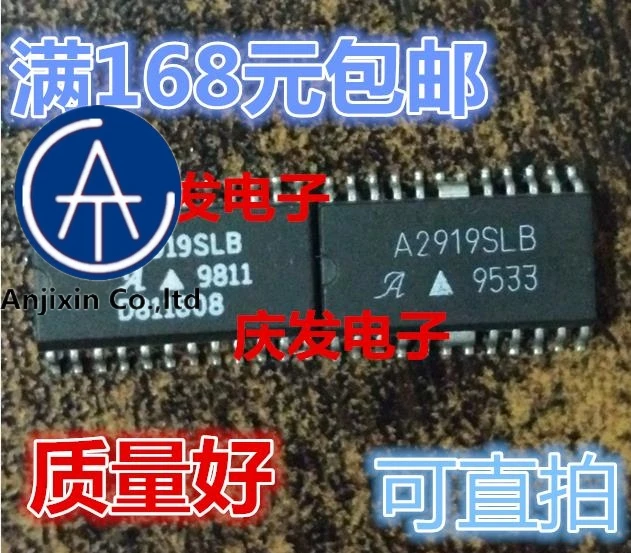 满168元包邮
发电子
19SLB
A2919SLB
A ▲ 9811
A ▲ 9533
Anjixin Co.,ltd
庆发电子
质量好
可直拍